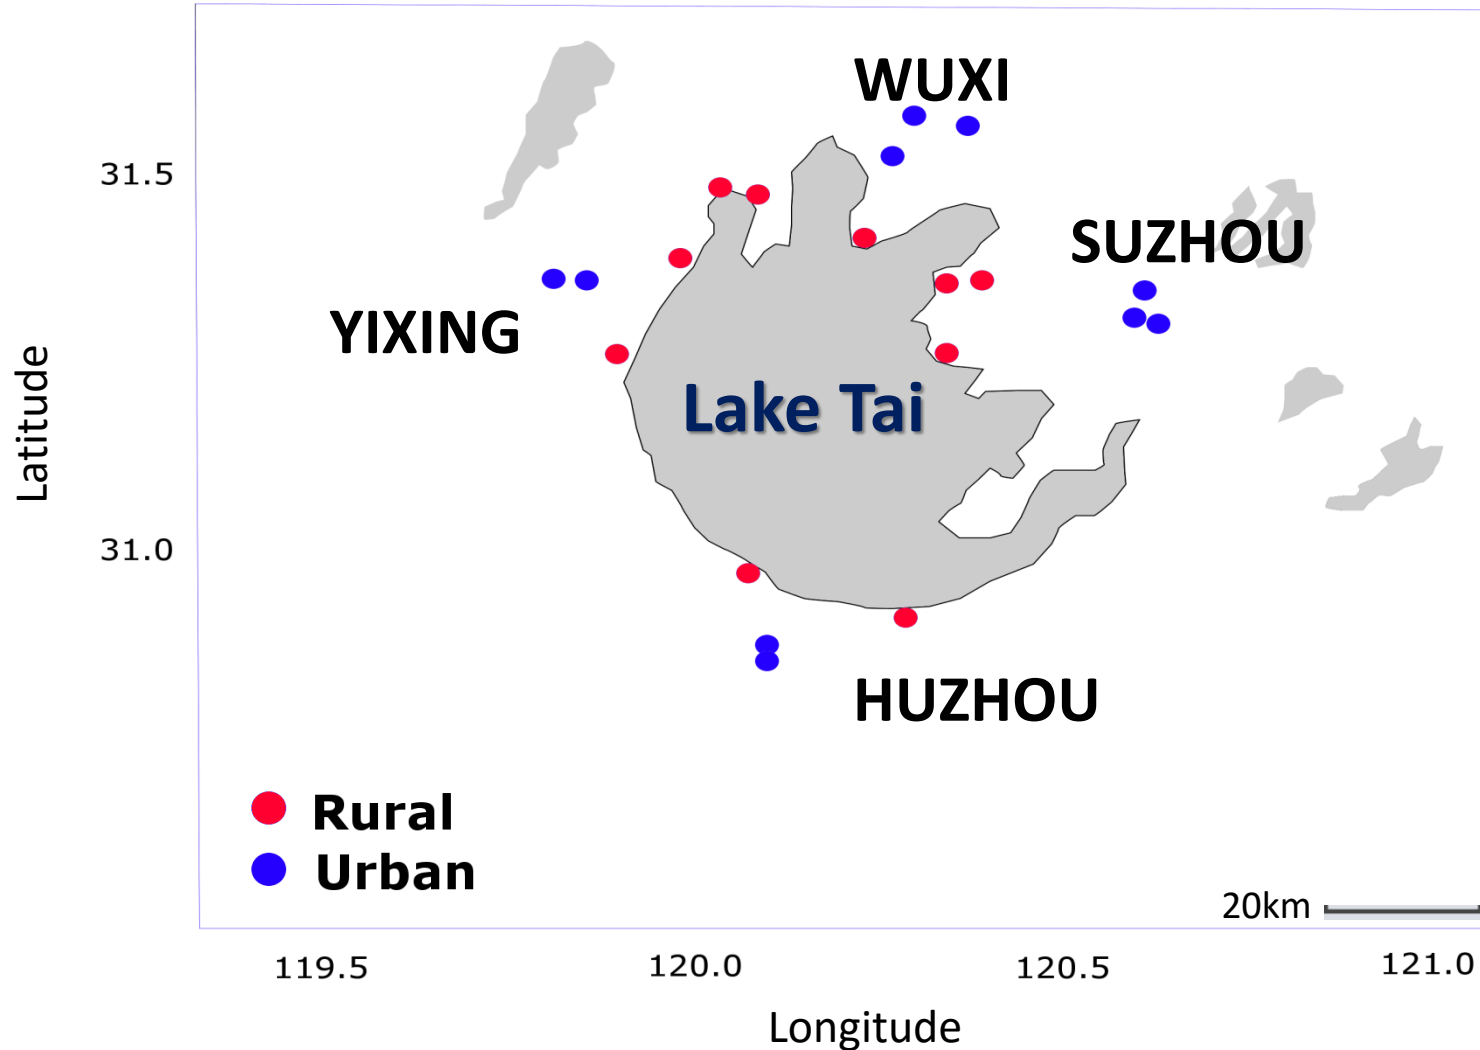 WUXI
31.5
SUZHOU
YIXING
Latitude
Lake Tai
31.0
HUZHOU
Rural
Urban
20km
119.5
120.0
120.5
121.0
Longitude